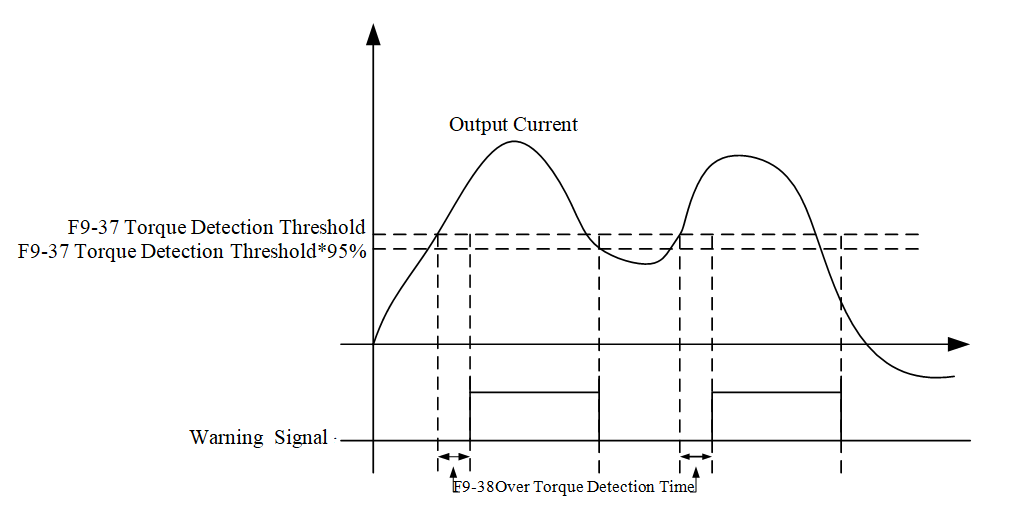 Output Current
F9-37 Torque Detection Threshold
F9-37 Torque Detection Threshold*95%
Warning Signal
F9-38Over Torque Detection Time